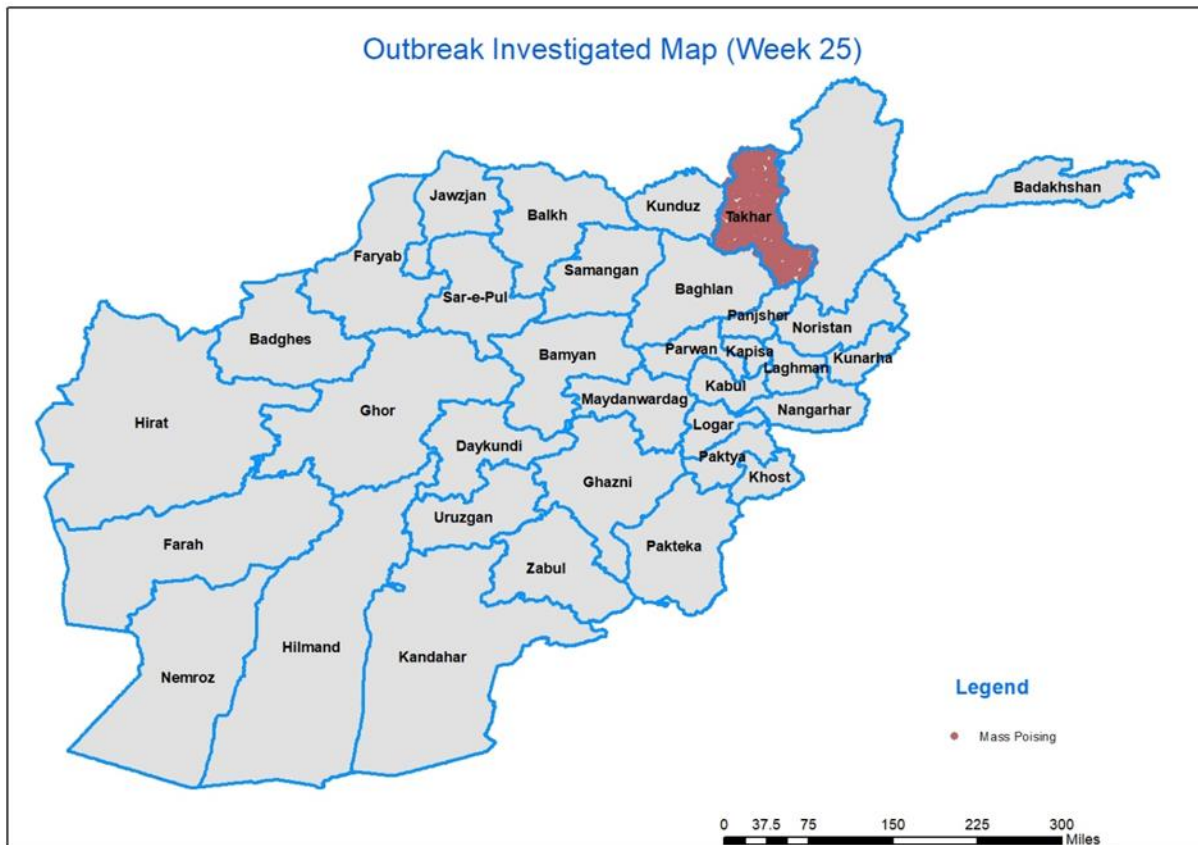 Outbreak Investigated Map (Week 25)
Badakhshan
Jawzjan
Balkh
Kunduz
Takhar
Faryab
Samangan
Sar-e-Pul
Baghlan
Panjsher
Noristan
Badghes
Bamyan
Parwan
Kapisa
Kunarha
Laghman
Kabul
Maydanwardag
Nangarhar
Hirat
Ghor
Logar
Daykundi
Paktya
Ghazni
Khost
Uruzgan
Farah
Pakteka
Zabul
Hilmand
Kandahar
Nemroz
Legend
Mass Poising
0 37.5 75 150 225 300
Miles